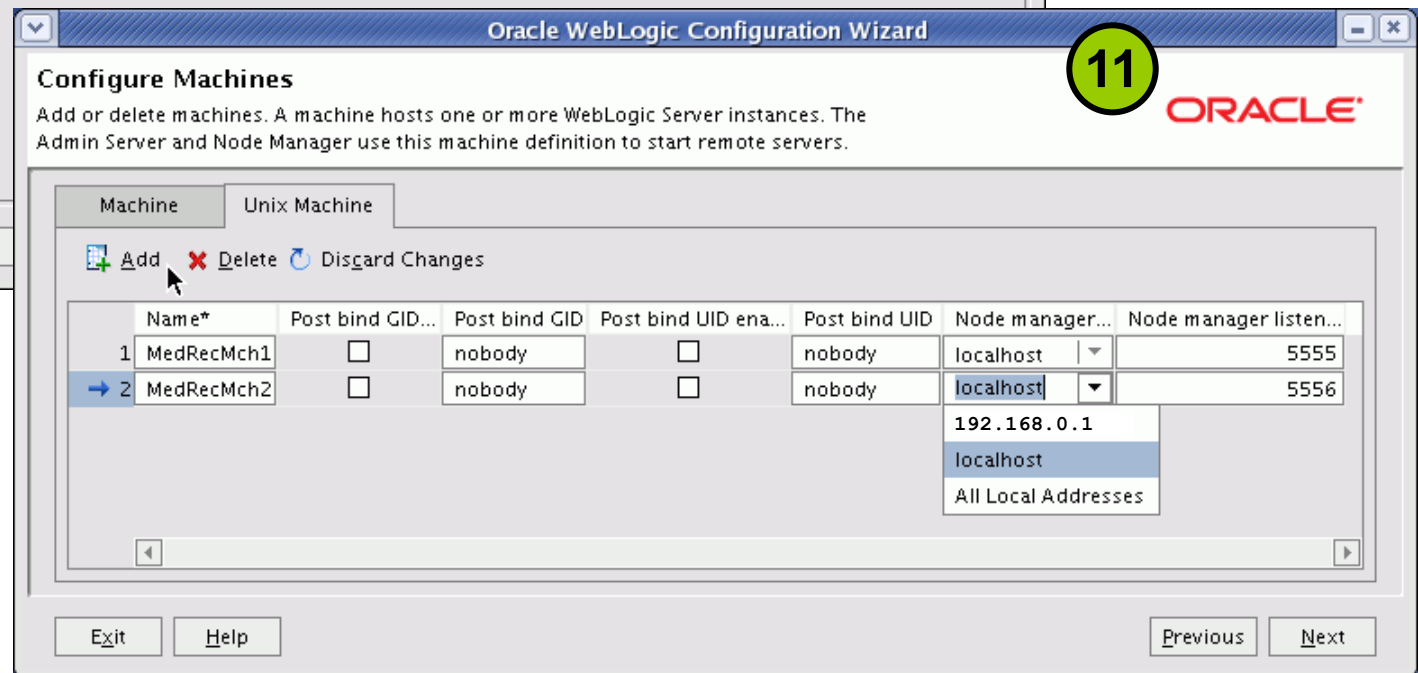 Oracle WebLogic Configuration Wizard
11
Configure Machines
Add or delete machines. A machine hosts one or more WebLogic Server instances. The
Admin Server and Node Manager use this machine definition to start remote servers.
ORACLE
Machine Unix Machine
Add Delete Discard Changes
Name* Post bind GID... Post bind GID Post bind UID ena... Post bind UID Node manager... Node manager listen...
1 MedRecMch1 nobody nobody localhost 5555
2 MedRecMch2 nobody nobody localhost 5556
192.168.0.1
localhost
All Local Addresses
Exit Help Previous Next